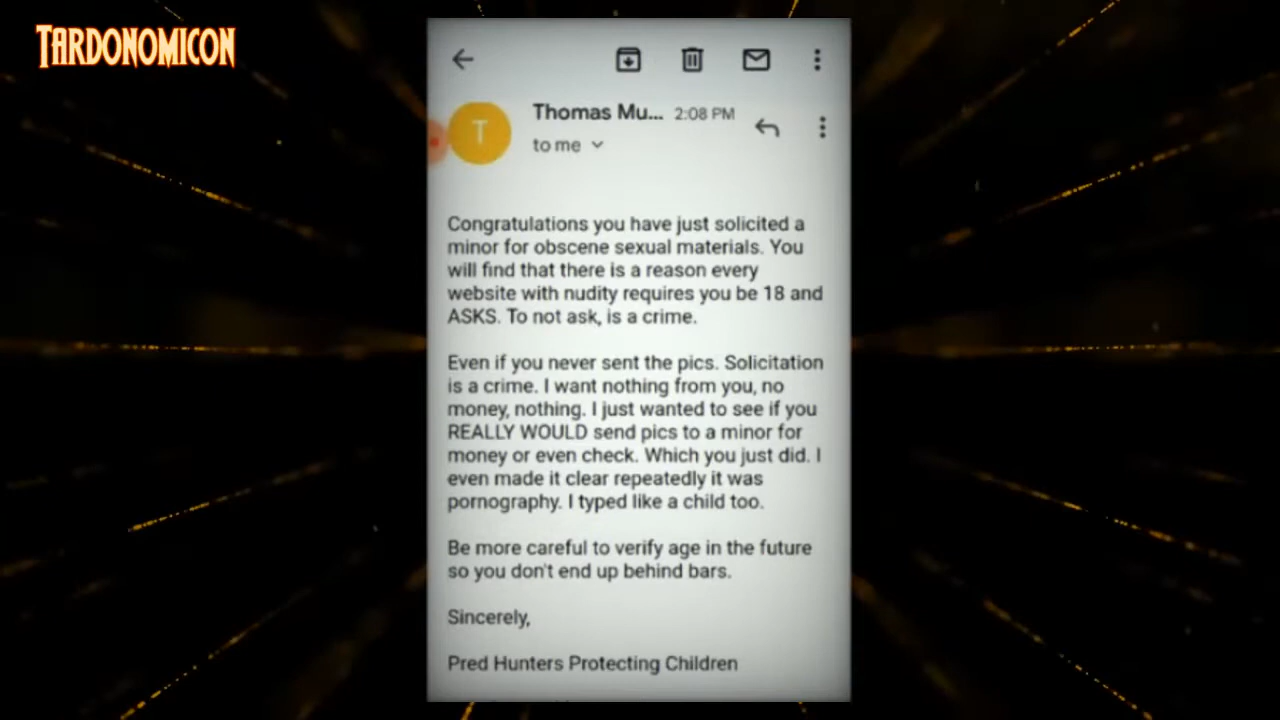 TARDONOMICON
Thomas Mu... 2:08 PM
T
to me
Congratulations you have just solicited a
minor for obscene sexual materials. You
will find that there is a reason every
website with nudity requires you be 18 and
ASKS. To not ask, is a crime.
Even if you never sent the pics. Solicitation
is a crime. I want nothing from you, no
money, nothing. I just wanted to see if you
REALLY WOULD send pics to a minor for
money or even check. Which you just did. I
even made it clear repeatedly it was
pornography. I typed like a child too.
Be more careful to verify age in the future
so you don't end up behind bars.
Sincerely,
Pred Hunters Protecting Children